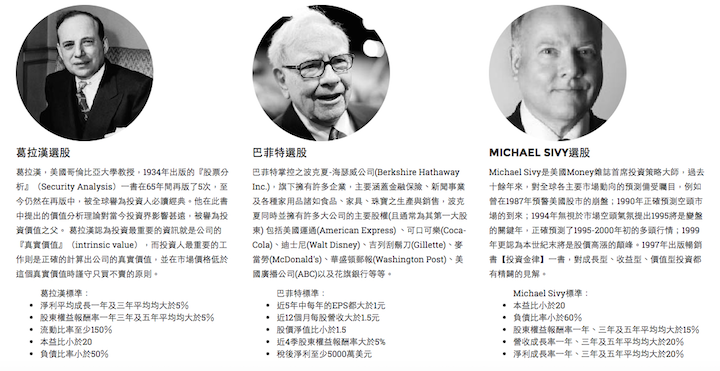 葛拉漢選股
葛拉漢，美國哥倫比亞大學教授，1934年出版的『股票分
析』（Security Analysis）一書在65年間再版了5次，至
今仍然在再版中，被全球譽為投資人必讀經典。他在此書
中提出的價值分析理論對當今投資界影響甚遠，被譽為投
資價值之父。 葛拉漢認為投資最重要的資訊就是公司的
『真實價值』（intrinsic value），而投資人最重要的工
作則是正確的計算出公司的真實價值，並在市場價格低於
這個真實價值時謹守只買不賣的原則。
葛拉漢標準：
淨利平均成長一年及三年平均均大於5%
股東權益報酬率一年三年及五年平均均大於5%
流動比率至少150%
本益比小於20
負債比率小於50%
巴菲特選股
巴菲特掌控之波克夏-海瑟威公司(Berkshire Hathaway
Inc.)，旗下擁有許多企業，主要涵蓋金融保險、新聞事業
及各種家用品諸如食品、家具、珠寶之生產與銷售，波克
夏同時並擁有許多大公司的主要股權(且通常為其第一大股
東) 包括美國運通(American Express) 、可口可樂(Coca-
Cola)、迪士尼(Walt Disney)、吉列刮鬍刀(Gillette)、麥
當勞(McDonald's)、華盛頓郵報(Washington Post)、美
國廣播公司(ABC)以及花旗銀行等等。
巴菲特標準：
近5年中每年的EPS都大於1元
近12個月每股營收大於1.5元
股價淨值比小於1.5
近4季股東權益報酬率大於5%
稅後淨利至少5000萬美元
MICHAEL SIVY選股
Michael Sivy是美國Money雜誌首席投資策略大師，過去
十餘年來，對全球各主要市場動向的預測備受矚目，例如
曾在1987年預警美國股市的崩盤；1990年正確預測空頭市
場的到來；1994年無視於市場空頭氣氛提出1995將是變盤
的關鍵年，正確預測了1995-2000年初的多頭行情；1999
年更認為本世紀末將是股價高漲的顛峰。1997年出版暢銷
書【投資金律】一書，對成長型、收益型、價值型投資都
有精闢的見解。
Michael Sivy標準：
本益比小於20
負債比率小於60%
股東權益報酬率一年、三年及五年平均均大於15%
營收成長率一年、三年及五年平均均大於20%
淨利成長率一年、三年及五年平均均大於20%